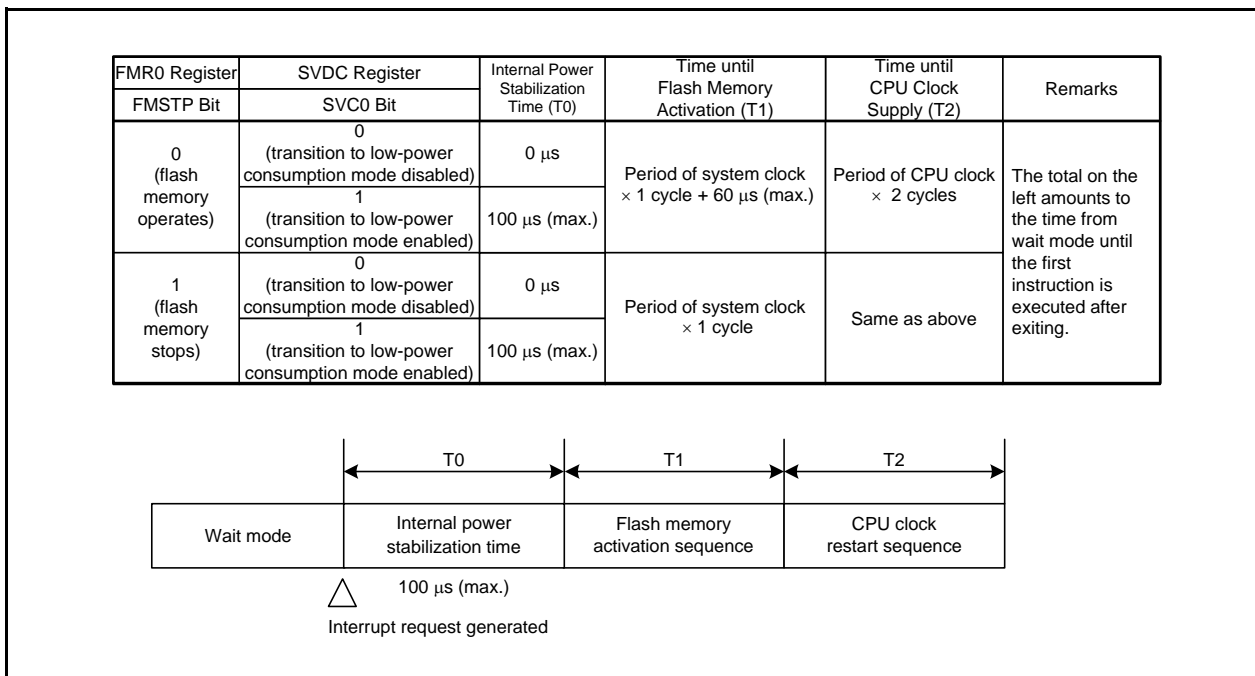 FMR0 Register
SVDC Register
Internal Power
Stabilization
Time (T0)
Time until
Flash Memory
Activation (T1)
Time until
CPU Clock
Supply (T2)
Remarks
FMSTP Bit
SVC0 Bit
0
(flash
memory
operates)
0
(transition to low-power
consumption mode disabled)
0 μs
Period of system clock
× 1 cycle + 60 μs (max.)
Period of CPU clock
× 2 cycles
The total on the
left amounts to
the time from
wait mode until
the first
instruction is
executed after
exiting.
1
(transition to low-power
consumption mode enabled)
100 μs (max.)
1
(flash
memory
stops)
0
(transition to low-power
consumption mode disabled)
0 μs
Period of system clock
× 1 cycle
Same as above
1
(transition to low-power
consumption mode enabled)
100 μs (max.)
T0
T1
T2
Wait mode
Internal power
stabilization time
Flash memory
activation sequence
CPU clock
restart sequence
100 μs (max.)
Interrupt request generated